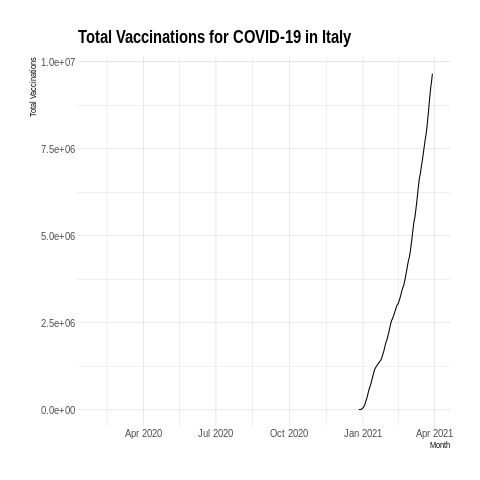 Total Vaccinations for COVID-19 in Italy
Total Vaccinations
1.0e+07
7.5e+06
5.0e+06
2.5e+06
0.0e+00
Apr 2020 Jul 2020 Oct 2020 Jan 2021 Apr 2021
Month